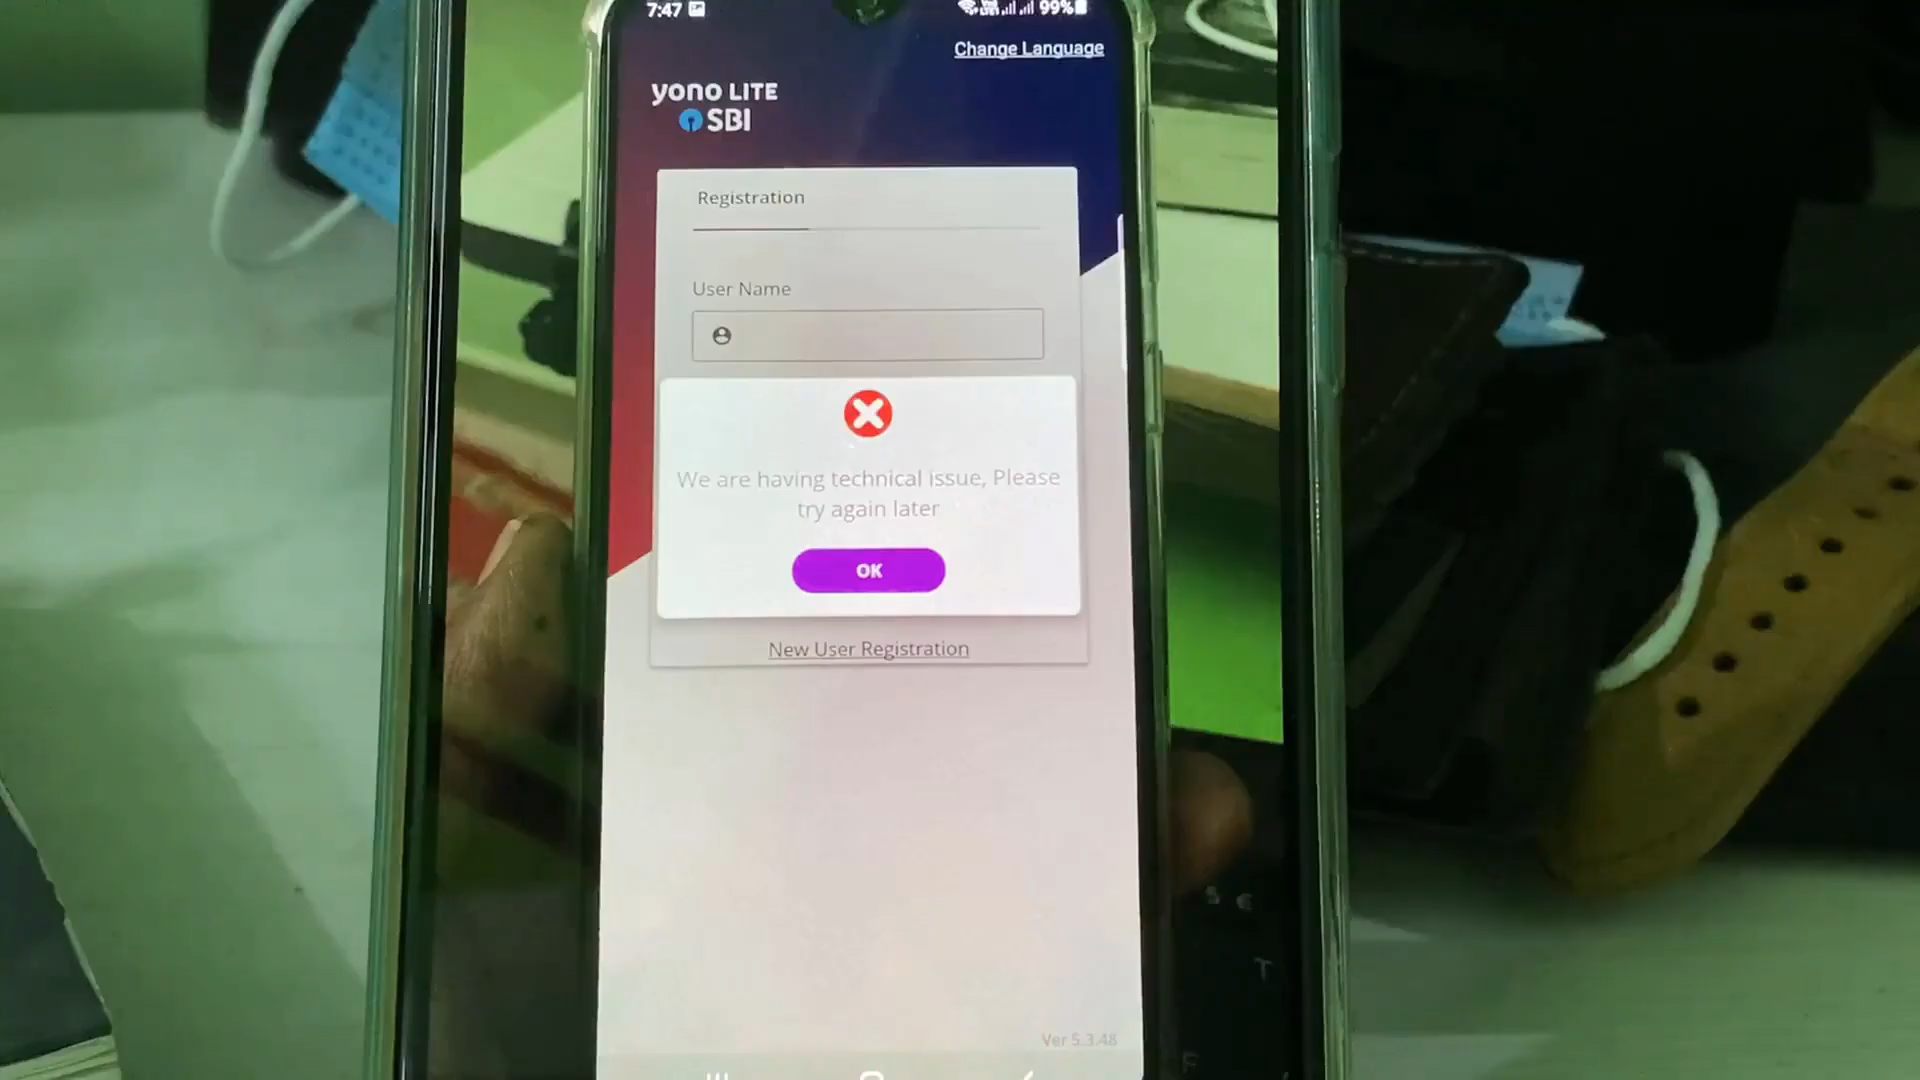 7:47
99%
Change Language
yono LITE
SBI
Registration
User Name
We are having technical issue, Please
try again later
OK
New User Registration
Ver 5.3.48
T
F